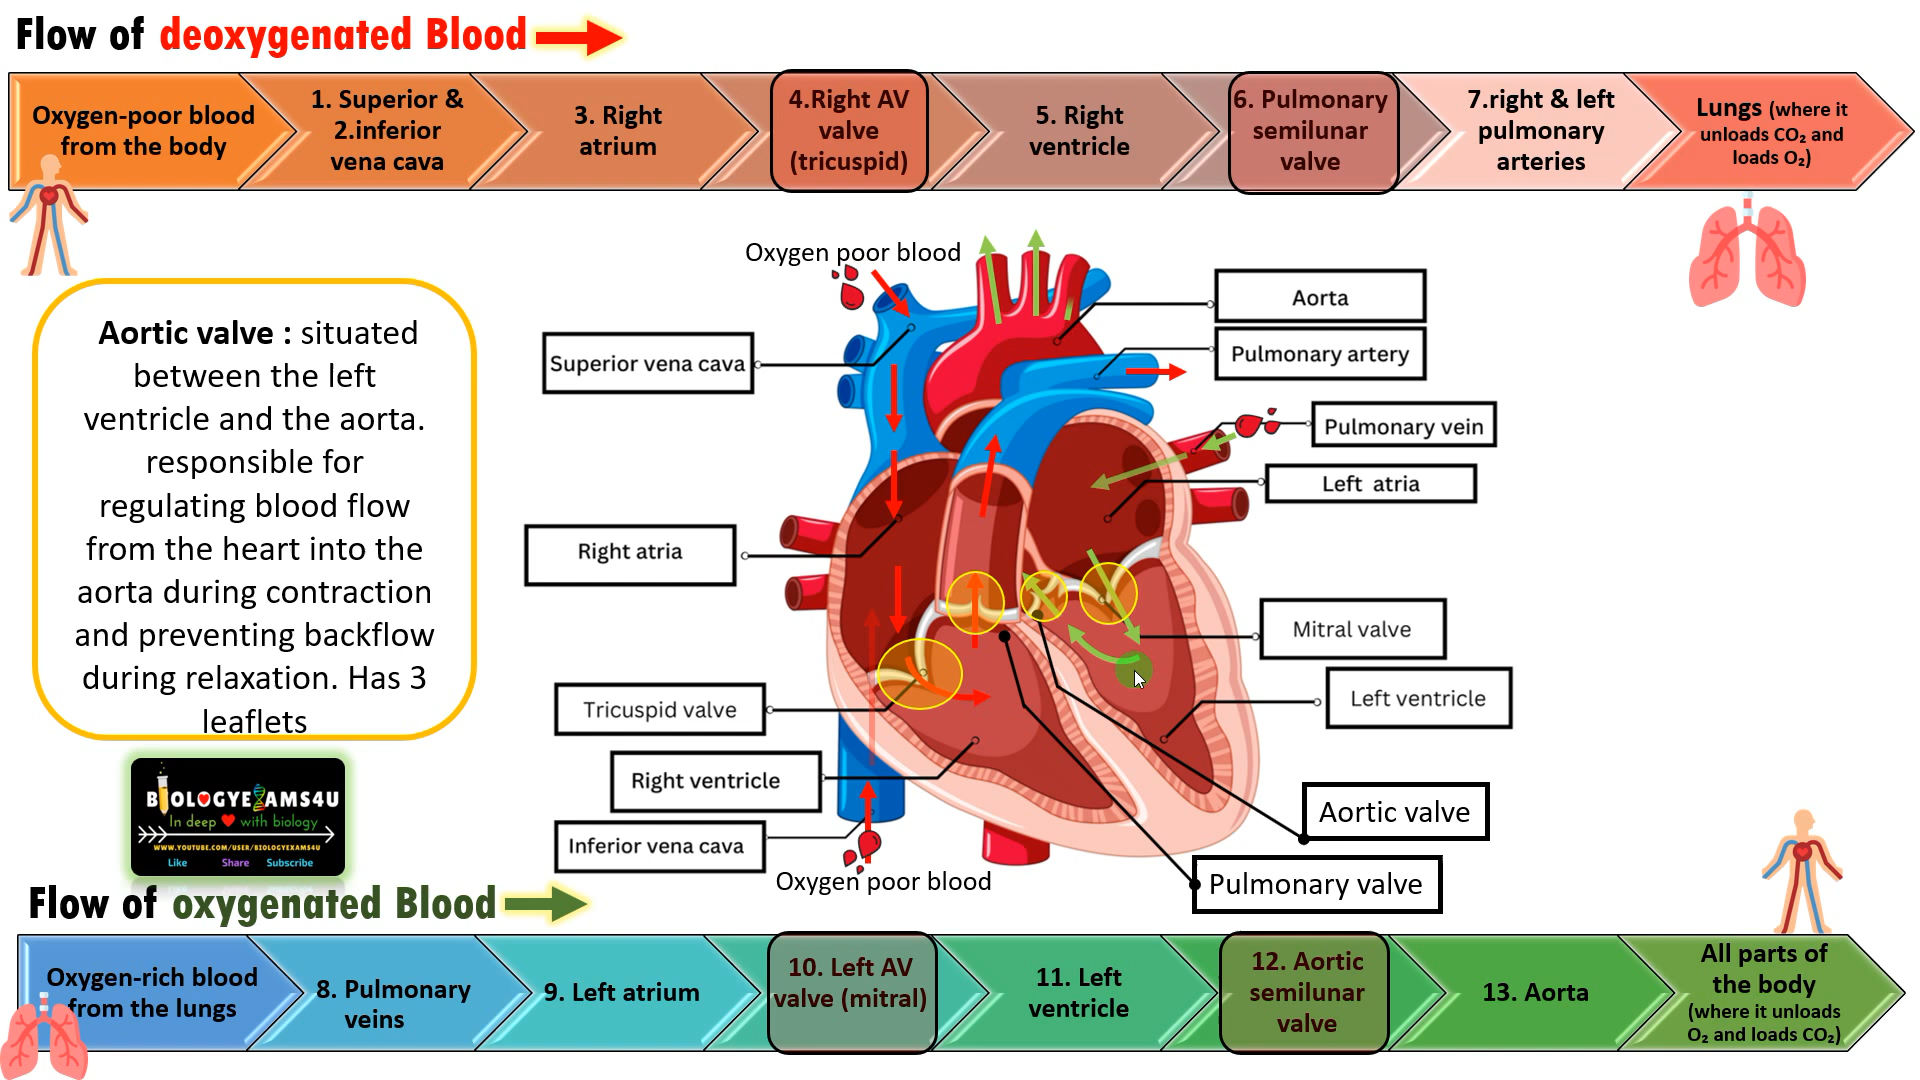 Flow of deoxygenated Blood
Oxygen-poor blood
from the body
1. Superior &
2.inferior
vena cava
3. Right
atrium
4.Right AV
valve
(tricuspid)
5. Right
ventricle
6. Pulmonary
semilunar
valve
7.right & left
pulmonary
arteries
Lungs (where it
unloads CO₂ and
loads O₂)
Oxygen poor blood
Aorta
Pulmonary artery
Superior vena cava
Pulmonary vein
Left atria
Right atria
Mitral valve
Tricuspid valve
Left ventricle
Right ventricle
Aortic valve
Inferior vena cava
Pulmonary valve
Oxygen poor blood
Aortic valve : situated
between the left
ventricle and the aorta.
responsible for
regulating blood flow
from the heart into the
aorta during contraction
and preventing backflow
during relaxation. Has 3
leaflets
BIOLOGYEXAMS4U
In deep with biology
WWW.YOUTUBE.COM/USER/BIOLOGYEXAMS4U
Like Share Subscribe
Flow of oxygenated Blood
Oxygen-rich blood
from the lungs
8. Pulmonary
veins
9. Left atrium
10. Left AV
valve (mitral)
11. Left
ventricle
12. Aortic
semilunar
valve
13. Aorta
All parts of
the body
(where it unloads
O₂ and loads CO₂)